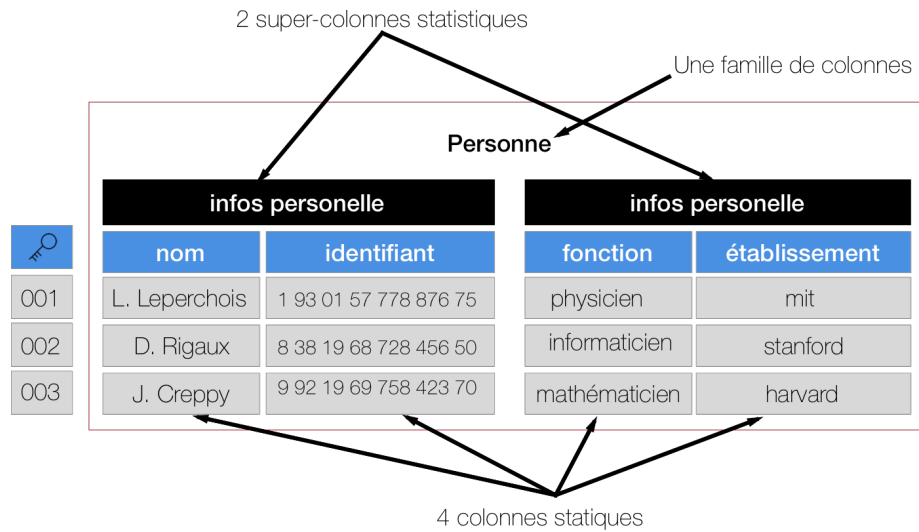 2 super-colonnes statistiques
Une famille de colonnes
Personne
infos personelle infos personelle
nom identifiant fonction établissement
001 L. Leperchois 1 93 01 57 778 876 75 physicien mit
002 D. Rigaux 8 38 19 68 728 456 50 informaticien stanford
003 J. Creppy 9 92 19 69 758 423 70 mathématicien harvard
4 colonnes statiques